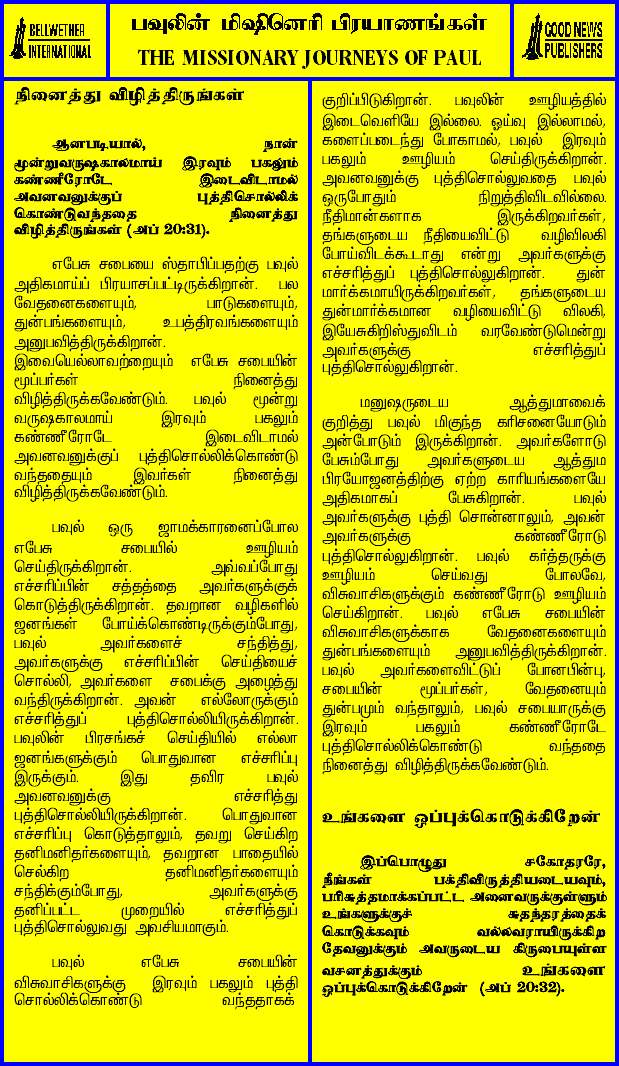 BELLWETHER
INTERNATIONAL
பவுலின் மிஷினெரி பிரயாணங்கள்
THE MISSIONARY JOURNEYS OF PAUL
GOOD NEWS
PUBLISHERS
நினைத்து விழித்திருங்கள்
ஆனபடியால், நான்
மூன்றுவருஷகாலமாய் இரவும் பகலும்
கண்ணீரோடே இடைவிடாமல்
அவனவனுக்குப் புத்திசொல்லிக்
கொண்டுவந்ததை நினைத்து
விழித்திருங்கள் (அப் 20:31).
எபேசு சபையை ஸ்தாபிப்பதற்கு பவுல்
அதிகமாய்ப் பிரயாசப்பட்டிருக்கிறான். பல
வேதனைகளையும், பாடுகளையும்,
துன்பங்களையும், உபத்திரவங்களையும்
அனுபவித்திருக்கிறான்.
இவையெல்லாவற்றையும் எபேசு சபையின்
மூப்பர்கள் நினைத்து
விழித்திருக்கவேண்டும். பவுல் மூன்று
வருஷகாலமாய் இரவும் பகலும்
கண்ணீரோடே இடைவிடாமல்
அவனவனுக்குப் புத்திசொல்லிக்கொண்டு
வந்ததையும் இவர்கள் நினைத்து
விழித்திருக்கவேண்டும்.
பவுல் ஒரு ஜாமக்காரனைப்போல
எபேசு சபையில் ஊழியம்
செய்திருக்கிறான். அவ்வப்போது
எச்சரிப்பின் சத்தத்தை அவர்களுக்குக்
கொடுத்திருக்கிறான். தவறான வழிகளில்
ஜனங்கள் போய்க்கொண்டிருக்கும்போது,
பவுல் அவர்களைச் சந்தித்து,
அவர்களுக்கு எச்சரிப்பின் செய்தியைச்
சொல்லி, அவர்களை சபைக்கு அழைத்து
வந்திருக்கிறான். அவன் எல்லோருக்கும்
எச்சரித்துப் புத்திசொல்லியிருக்கிறான்.
பவுலின் பிரசங்கச் செய்தியில் எல்லா
ஜனங்களுக்கும் பொதுவான எச்சரிப்பு
இருக்கும். இது தவிர பவுல்
அவனவனுக்கு எச்சரித்து
புத்திசொல்லியிருக்கிறான். பொதுவான
எச்சரிப்பு கொடுத்தாலும், தவறு செய்கிற
தனிமனிதர்களையும், தவறான பாதையில்
செல்கிற தனிமனிதர்களையும்
சந்திக்கும்போது, அவர்களுக்கு
தனிப்பட்ட முறையில் எச்சரித்துப்
புத்திசொல்லுவது அவசியமாகும்.
பவுல் எபேசு சபையின்
விசுவாசிகளுக்கு இரவும் பகலும் புத்தி
சொல்லிக்கொண்டு வந்ததாகக்
குறிப்பிடுகிறான். பவுலின் ஊழியத்தில்
இடைவெளியே இல்லை. ஓய்வு இல்லாமல்,
களைப்படைந்து போகாமல், பவுல் இரவும்
பகலும் ஊழியம் செய்திருக்கிறான்.
அவனவனுக்கு புத்திசொல்லுவதை பவுல்
ஒருபோதும் நிறுத்திவிடவில்லை.
நீதிமான்களாக இருக்கிறவர்கள்,
தங்களுடைய நீதியைவிட்டு வழிவிலகி
போய்விடக்கூடாது என்று அவர்களுக்கு
எச்சரித்துப் புத்திசொல்லுகிறான். துன்
மார்க்கமாயிருக்கிறவர்கள், தங்களுடைய
துன்மார்க்கமான வழியைவிட்டு விலகி,
இயேசுகிறிஸ்துவிடம் வரவேண்டுமென்று
அவர்களுக்கு எச்சரித்துப்
புத்திசொல்லுகிறான்.
மனுஷருடைய ஆத்துமாவைக்
குறித்து பவுல் மிகுந்த கரிசனையோடும்
அன்போடும் இருக்கிறான். அவர்களோடு
பேசும்போது அவர்களுடைய ஆத்தும
பிரயோஜனத்திற்கு ஏற்ற காரியங்களையே
அதிகமாகப் பேசுகிறான். பவுல்
அவர்களுக்கு புத்தி சொன்னாலும், அவன்
அவர்களுக்கு கண்ணீரோடு
புத்திசொல்லுகிறான். பவுல் கர்த்தருக்கு
ஊழியம் செய்வது போலவே,
விசுவாசிகளுக்கும் கண்ணீரோடு ஊழியம்
செய்கிறான். பவுல் எபேசு சபையின்
விசுவாசிகளுக்காக வேதனைகளையும்
துன்பங்களையும் அனுபவித்திருக்கிறான்.
பவுல் அவர்களைவிட்டுப் போனபின்பு,
சபையின் மூப்பர்கள், வேதனையும்
துன்பமும் வந்தாலும், பவுல் சபையாருக்கு
இரவும் பகலும் கண்ணீரோடே
புத்திசொல்லிக்கொண்டு வந்ததை
நினைத்து விழித்திருக்கவேண்டும்.
உங்களை ஒப்புக்கொடுக்கிறேன்
இப்பொழுது சகோதரரே,
நீங்கள் பக்திவிருத்தியடையவும்,
பரிசுத்தமாக்கப்பட்ட அனைவருக்குள்ளும்
உங்களுக்குச் சுதந்தரத்தைக்
கொடுக்கவும் வல்லவராயிருக்கிற
தேவனுக்கும் அவருடைய கிருபையுள்ள
வசனத்துக்கும் உங்களை
ஒப்புக்கொடுக்கிறேன் (அப் 20:32).